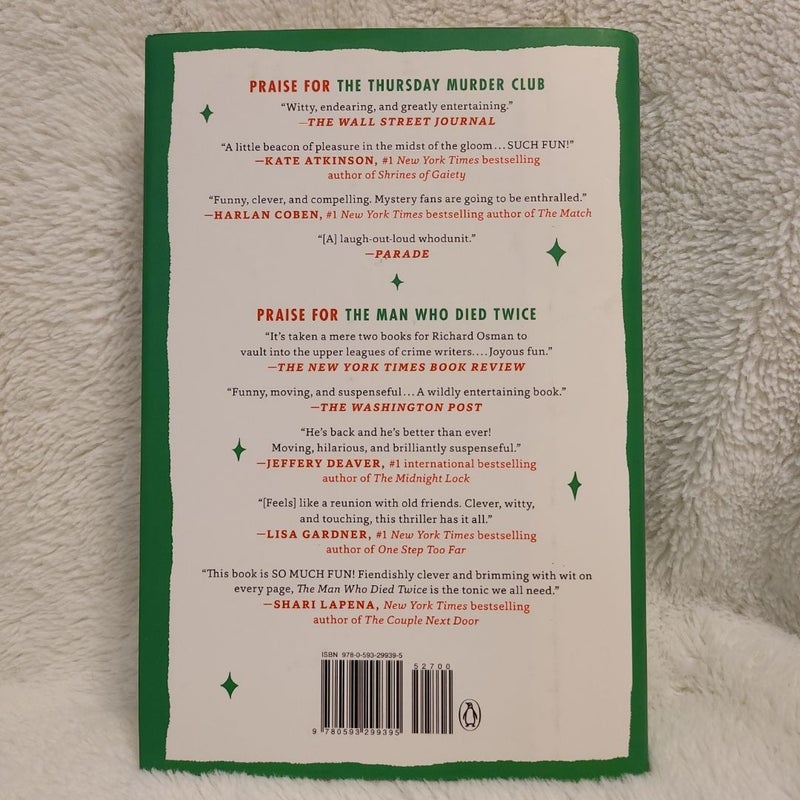 PRAISE FOR THE THURSDAY MURDER CLUB
“Witty, endearing, and greatly entertaining.”
—THE WALL STREET JOURNAL
“A little beacon of pleasure in the midst of the gloom...SUCH FUN!”
—KATE ATKINSON, #1 New York Times bestselling
author of Shrines of Gaiety
“Funny, clever, and compelling. Mystery fans are going to be enthralled.”
—HARLAN COBEN, #1 New York Times bestselling author of The Match
“[A] laugh-out-loud whodunit.”
—PARADE
PRAISE FOR THE MAN WHO DIED TWICE
“It’s taken a mere two books for Richard Osman to
vault into the upper leagues of crime writers....Joyous fun.”
—THE NEW YORK TIMES BOOK REVIEW
“Funny, moving, and suspenseful...A wildly entertaining book.”
—THE WASHINGTON POST
“He’s back and he’s better than ever!
Moving, hilarious, and brilliantly suspenseful.”
—JEFFERY DEAVER, #1 international bestselling
author of The Midnight Lock
“[Feels] like a reunion with old friends. Clever, witty,
and touching, this thriller has it all.”
—LISA GARDNER, #1 New York Times bestselling
author of One Step Too Far
“This book is SO MUCH FUN! Fiendishly clever and brimming with wit on
every page, The Man Who Died Twice is the tonic we all need.”
—SHARI LAPENA, New York Times bestselling
author of The Couple Next Door
ISBN 978-0-593-29939-5
52700
9 780593 299395